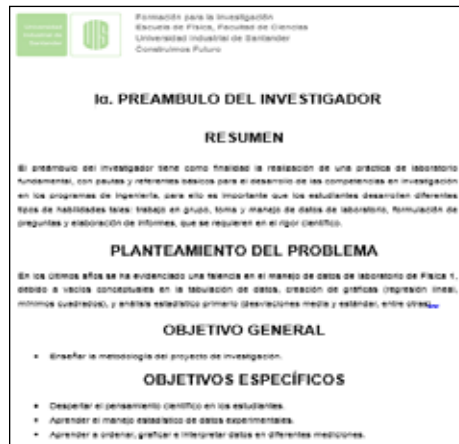 Universidad
Industrial de
Santander
UIS
Formación para la Investigación
Escuela de Física, Facultad de Ciencias
Universidad Industrial de Santander
Construimos Futuro
Iα. PREAMBULO DEL INVESTIGADOR
RESUMEN
El preámbulo del investigador tiene como finalidad la realización de una práctica de laboratorio
fundamental, con pautas y referentes básicos para el desarrollo de las competencias en investigación
en los programas de ingeniería, para ello es importante que los estudiantes desarrollen diferentes
tipos de habilidades tales: trabajo en grupo, toma y manejo de datos de laboratorio, formulación de
preguntas y elaboración de informes, que se requieren en el rigor científico.
PLANTEAMIENTO DEL PROBLEMA
En los últimos años se ha evidenciado una falencia en el manejo de datos de laboratorio de Física 1,
debido a vacíos conceptuales en la tabulación de datos, creación de gráficas (regresión lineal,
mínimos cuadrados), y análisis estadístico primario (desviaciones media y estándar, entre otras)
OBJETIVO GENERAL
• Enseñar la metodología del proyecto de investigación.
OBJETIVOS ESPECÍFICOS
• Despertar el pensamiento científico en los estudiantes.
• Aprender el manejo estadístico de datos experimentales.
• Aprender a ordenar, graficar e interpretar datos en diferentes mediciones.